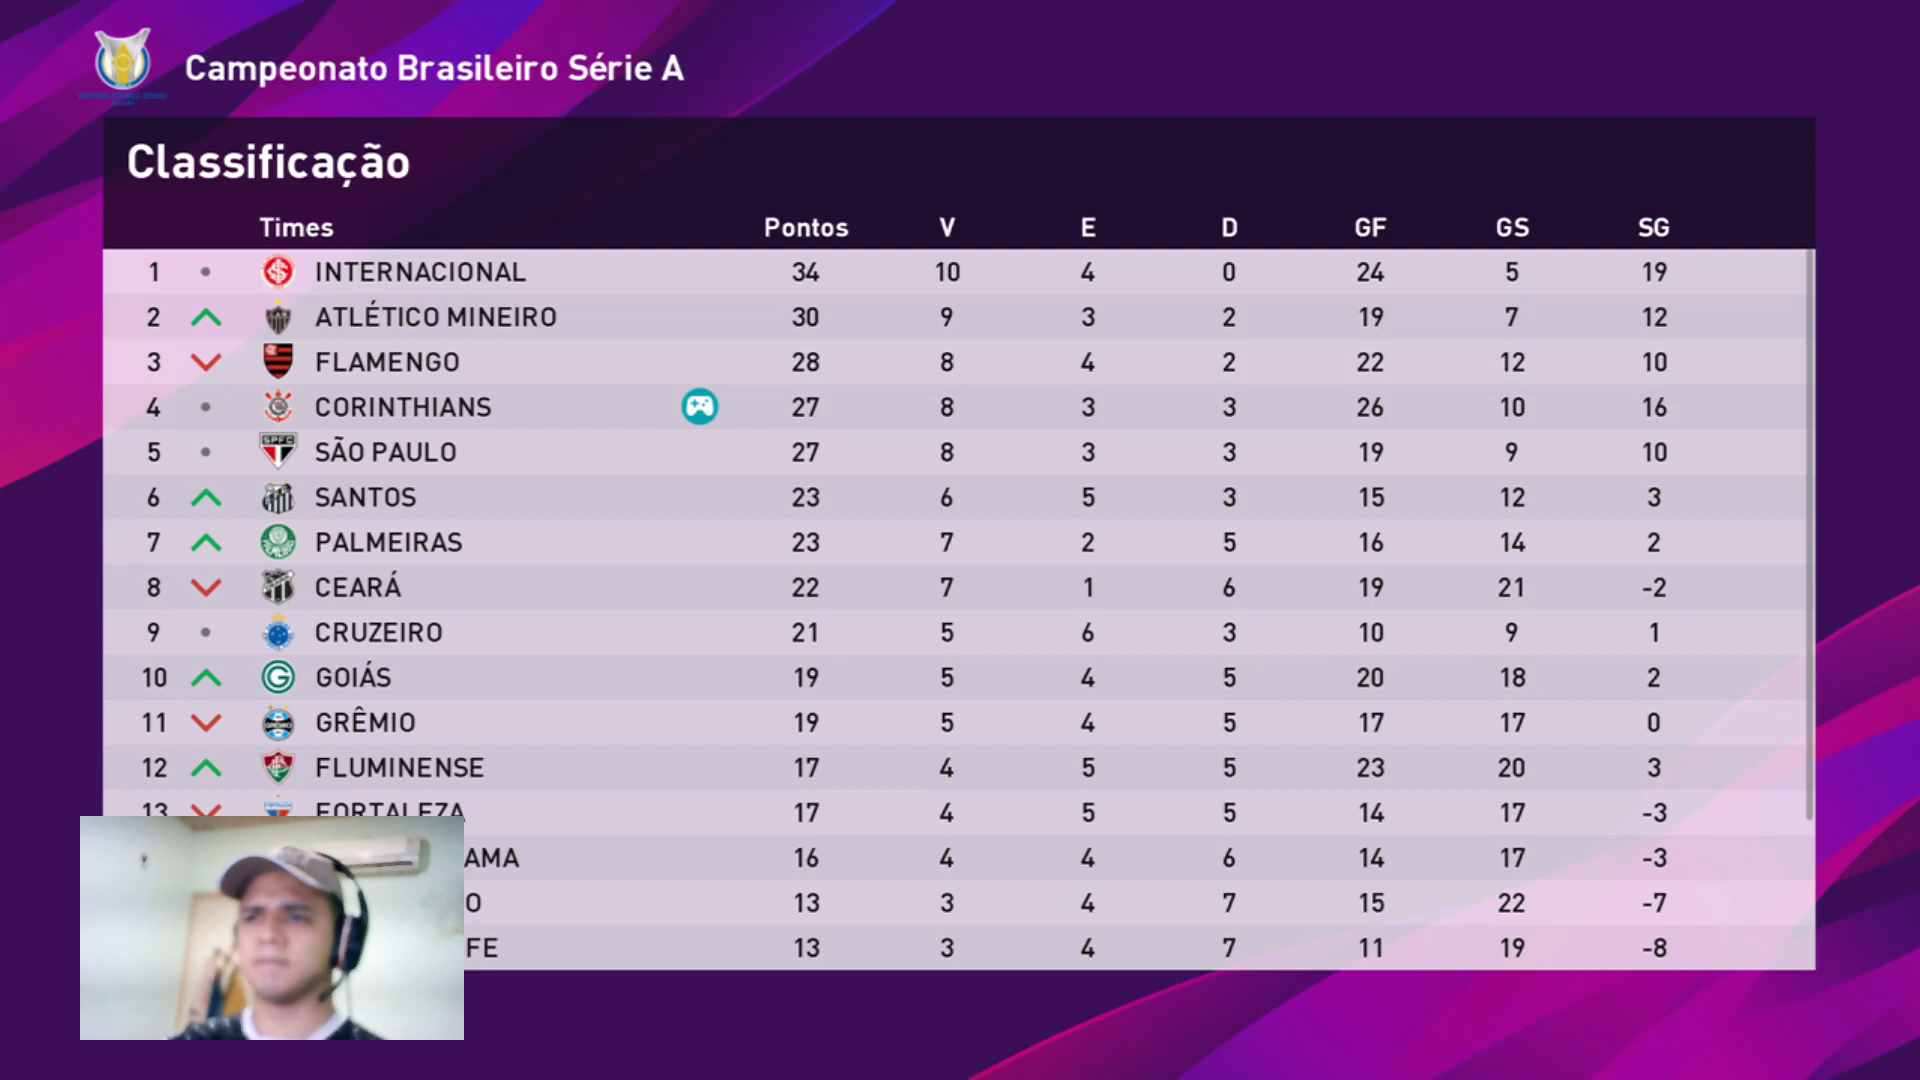 Campeonato Brasileiro Série A
Classificação
Times Pontos V E D GF GS SG
1 INTERNACIONAL 34 10 4 0 24 5 19
2 ATLÉTICO MINEIRO 30 9 3 2 19 7 12
3 FLAMENGO 28 8 4 2 22 12 10
4 CORINTHIANS 27 8 3 3 26 10 16
5 SPFC SÃO PAULO 27 8 3 3 19 9 10
6 SANTOS 23 6 5 3 15 12 3
7 PALMEIRAS 23 7 2 5 16 14 2
8 CEARÁ 22 7 1 6 19 21 -2
9 CRUZEIRO 21 5 6 3 10 9 1
10 GOIÁS 19 5 4 5 20 18 2
11 GRÊMIO 19 5 4 5 17 17 0
12 FLUMINENSE 17 4 5 5 23 20 3
13 FORTALEZA 17 4 5 5 14 17 -3
AMA 16 4 4 6 14 17 -3
O 13 3 4 7 15 22 -7
FE 13 3 4 7 11 19 -8